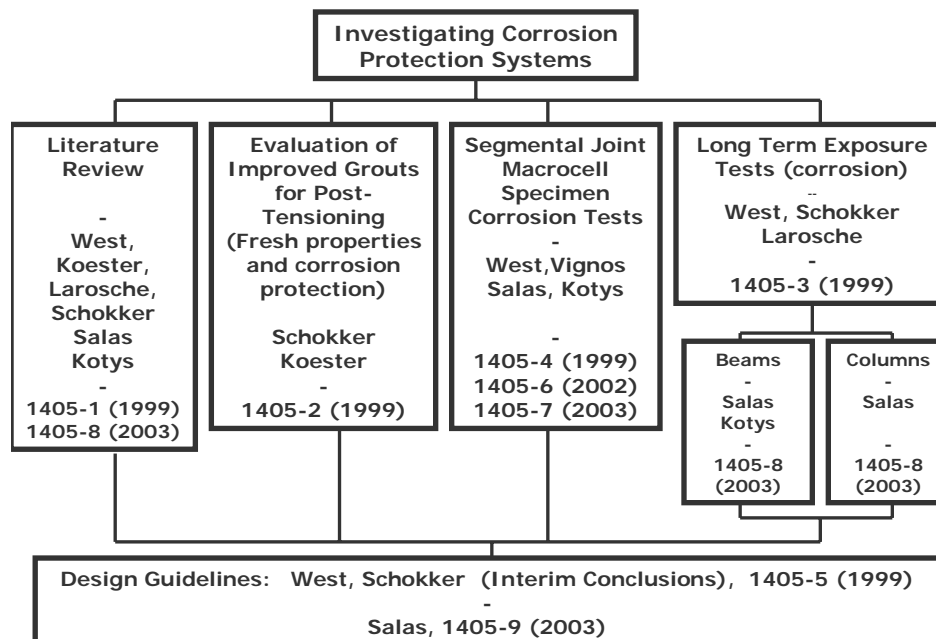 Investigating Corrosion
Protection Systems
Literature
Review
-
West,
Koester,
Larosche,
Schokker
Salas
Kotys
-
1405-1 (1999)
1405-8 (2003)
Evaluation of
Improved Grouts
for Post-
Tensioning
(Fresh properties
and corrosion
protection)
Schokker
Koester
-
1405-2 (1999)
Segmental Joint
Macrocell
Specimen
Corrosion Tests
-
West,Vignos
Salas, Kotys
-
1405-4 (1999)
1405-6 (2002)
1405-7 (2003)
Long Term Exposure
Tests (corrosion)
--
West, Schokker
Larosche
-
1405-3 (1999)
Beams
-
Salas
Kotys
-
1405-8
(2003)
Columns
-
Salas
-
1405-8
(2003)
Design Guidelines: West, Schokker (Interim Conclusions), 1405-5 (1999)
-
Salas, 1405-9 (2003)